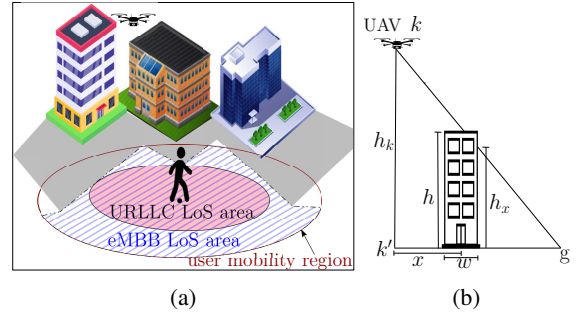 URLLC LoS area
eMBB LoS area
user mobility region
(a)
UAV k
h_k
h
h_x
k'
x
w
g
(b)